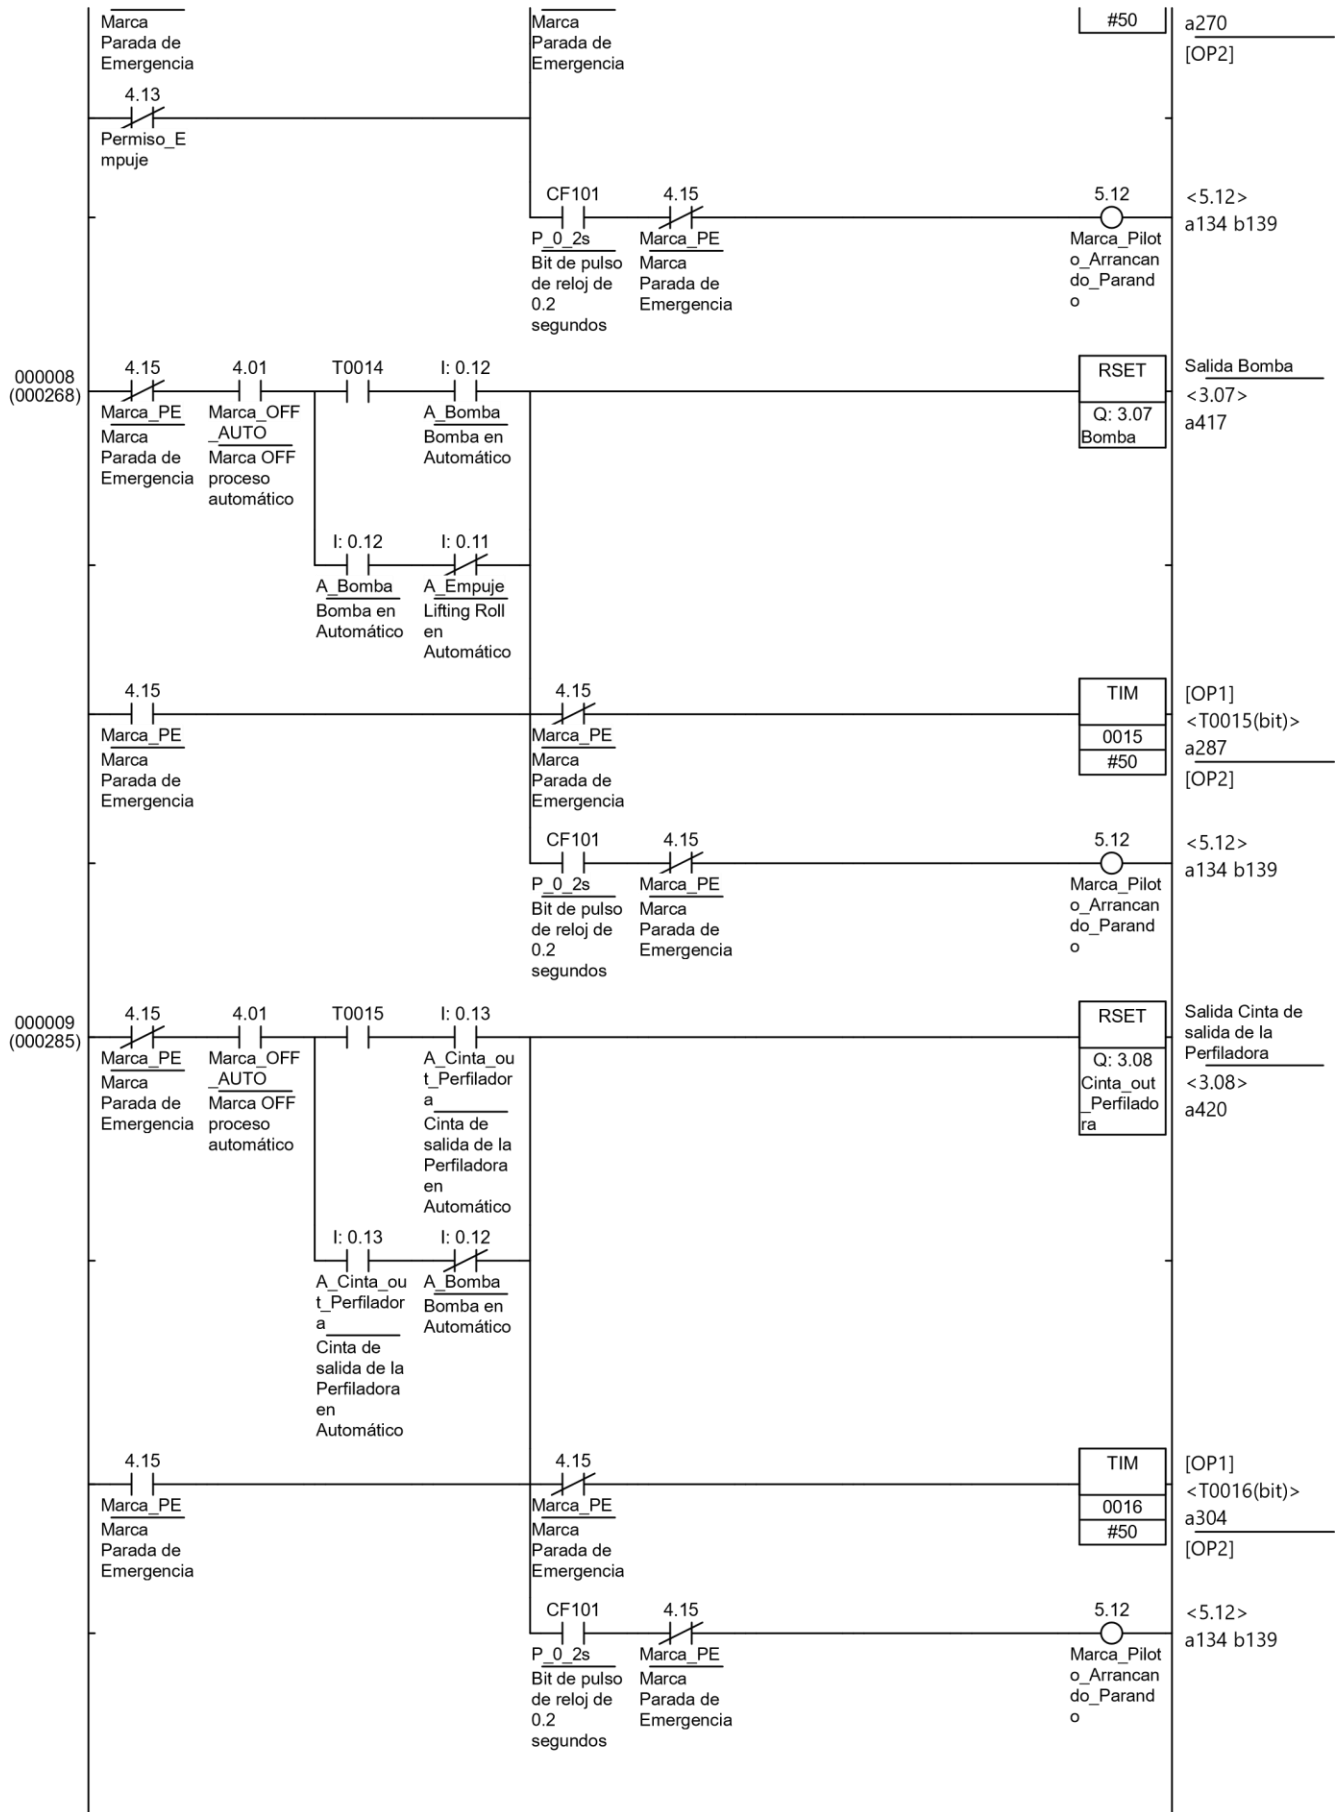 Marca
Parada de
Emergencia
Marca
Parada de
Emergencia
#50
a270
[OP2]
4.13
Permiso_E
mpuje
CF101
4.15
5.12
<5.12>
P_0_2s
Marca_PE
Marca_Pilot
a134 b139
Bit de pulso
de reloj de
0.2
segundos
Marca
Parada de
Emergencia
o_Arrancan
do_Parand
o
000008
(000268)
4.15
4.01
T0014
I: 0.12
RSET
Salida Bomba
Marca_PE
Marca
Parada de
Emergencia
Marca_OFF
_AUTO
Marca OFF
proceso
automático
A_Bomba
Bomba en
Automático
Q: 3.07
Bomba
<3.07>
a417
I: 0.12
I: 0.11
A_Bomba
Bomba en
Automático
A_Empuje
Lifting Roll
en
Automático
4.15
4.15
TIM
[OP1]
Marca_PE
Marca
Parada de
Emergencia
Marca_PE
Marca
Parada de
Emergencia
0015
#50
<T0015(bit)>
a287
[OP2]
CF101
4.15
5.12
<5.12>
P_0_2s
Bit de pulso
de reloj de
0.2
segundos
Marca_PE
Marca
Parada de
Emergencia
Marca_Pilot
o_Arrancan
do_Parand
o
a134 b139
000009
(000285)
4.15
4.01
T0015
I: 0.13
RSET
Salida Cinta de
salida de la
Perfiladora
Marca_PE
Marca
Parada de
Emergencia
Marca_OFF
_AUTO
Marca OFF
proceso
automático
A_Cinta_ou
t_Perfilador
a
Cinta de
salida de la
Perfiladora
en
Automático
Q: 3.08
Cinta_out
_Perfilado
ra
<3.08>
a420
I: 0.13
I: 0.12
A_Cinta_ou
t_Perfilador
a
Cinta de
salida de la
Perfiladora
en
Automático
A_Bomba
Bomba en
Automático
4.15
4.15
TIM
[OP1]
Marca_PE
Marca
Parada de
Emergencia
Marca_PE
Marca
Parada de
Emergencia
0016
#50
<T0016(bit)>
a304
[OP2]
CF101
4.15
5.12
<5.12>
P_0_2s
Bit de pulso
de reloj de
0.2
segundos
Marca_PE
Marca
Parada de
Emergencia
Marca_Pilot
o_Arrancan
do_Parand
o
a134 b139